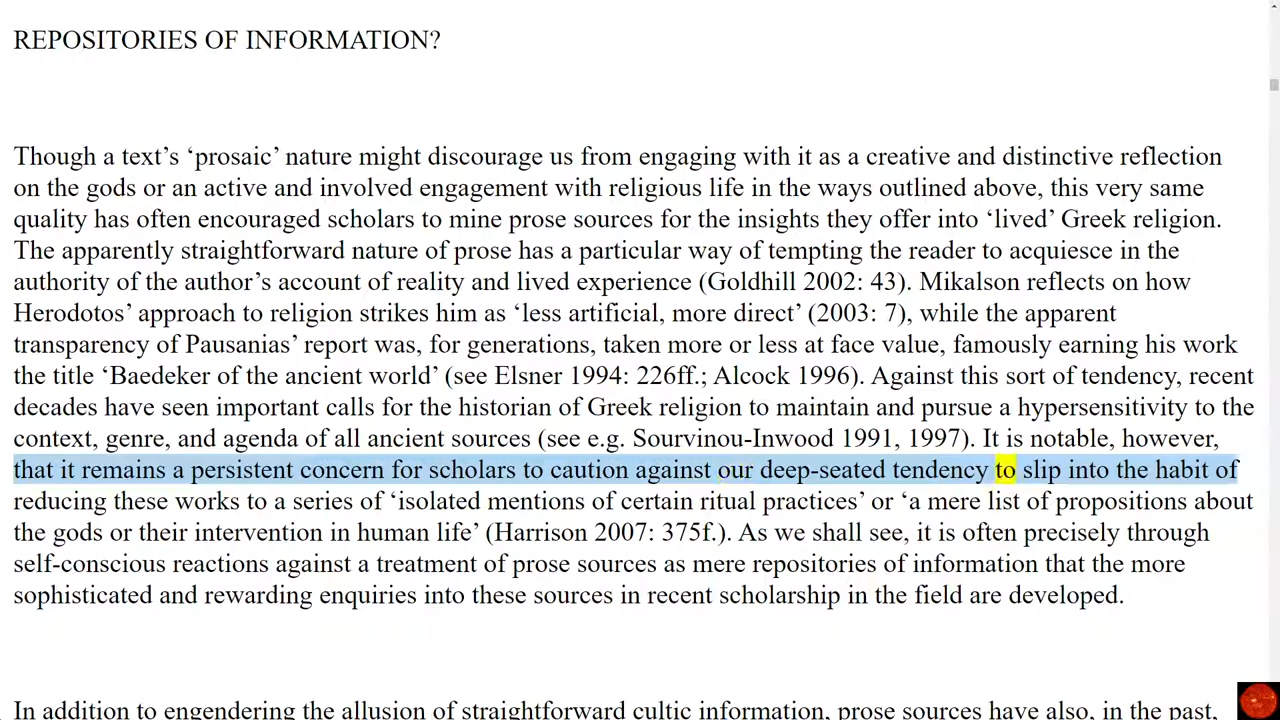 REPOSITORIES OF INFORMATION?
Though a text’s ‘prosaic’ nature might discourage us from engaging with it as a creative and distinctive reflection
on the gods or an active and involved engagement with religious life in the ways outlined above, this very same
quality has often encouraged scholars to mine prose sources for the insights they offer into ‘lived’ Greek religion.
The apparently straightforward nature of prose has a particular way of tempting the reader to acquiesce in the
authority of the author’s account of reality and lived experience (Goldhill 2002: 43). Mikalson reflects on how
Herodotos’ approach to religion strikes him as ‘less artificial, more direct’ (2003: 7), while the apparent
transparency of Pausanias’ report was, for generations, taken more or less at face value, famously earning his work
the title ‘Baedeker of the ancient world’ (see Elsner 1994: 226ff.; Alcock 1996). Against this sort of tendency, recent
decades have seen important calls for the historian of Greek religion to maintain and pursue a hypersensitivity to the
context, genre, and agenda of all ancient sources (see e.g. Sourvinou-Inwood 1991, 1997). It is notable, however,
that it remains a persistent concern for scholars to caution against our deep-seated tendency to slip into the habit of
reducing these works to a series of ‘isolated mentions of certain ritual practices’ or ‘a mere list of propositions about
the gods or their intervention in human life’ (Harrison 2007: 375f.). As we shall see, it is often precisely through
self-conscious reactions against a treatment of prose sources as mere repositories of information that the more
sophisticated and rewarding enquiries into these sources in recent scholarship in the field are developed.
In addition to engendering the allusion of straightforward cultic information, prose sources have also, in the past,